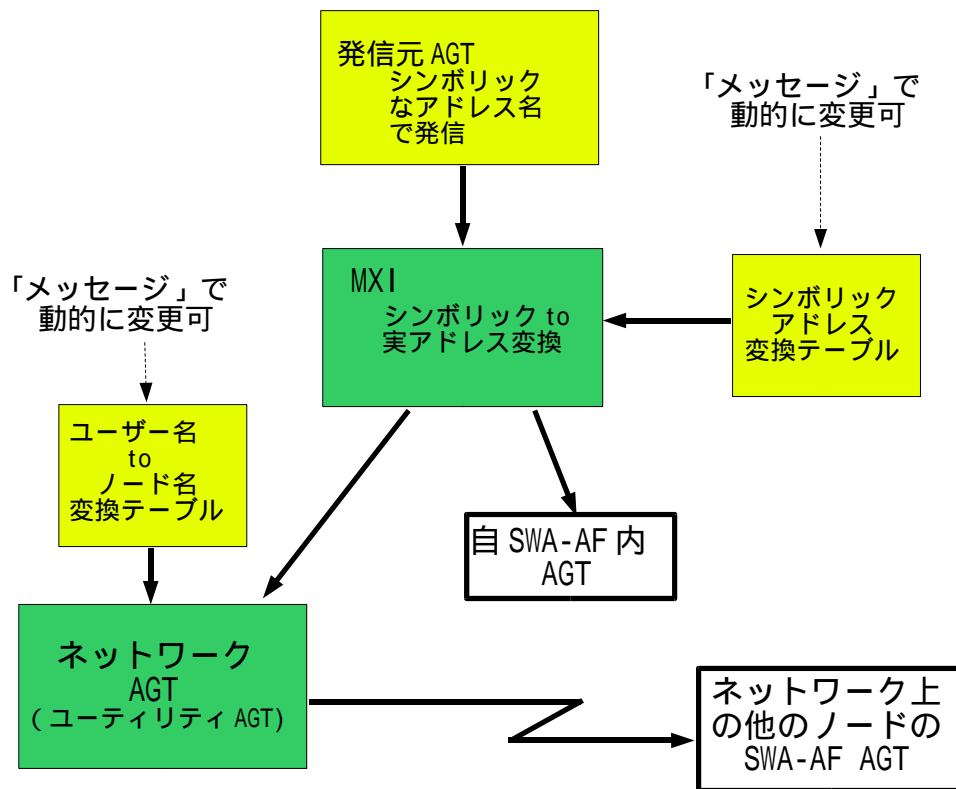 発信元 AGT
シンボリック
なアドレス名
で発信
「メッセージ」で
動的に変更可
MXI
シンボリック to
実アドレス変換
シンボリック
アドレス
変換テーブル
「メッセージ」で
動的に変更可
ユーザー名
to
ノード名
変換テーブル
自 SWA-AF 内
AGT
ネットワーク
AGT
(ユーティリティ AGT)
ネットワーク上
の他のノードの
SWA-AF AGT